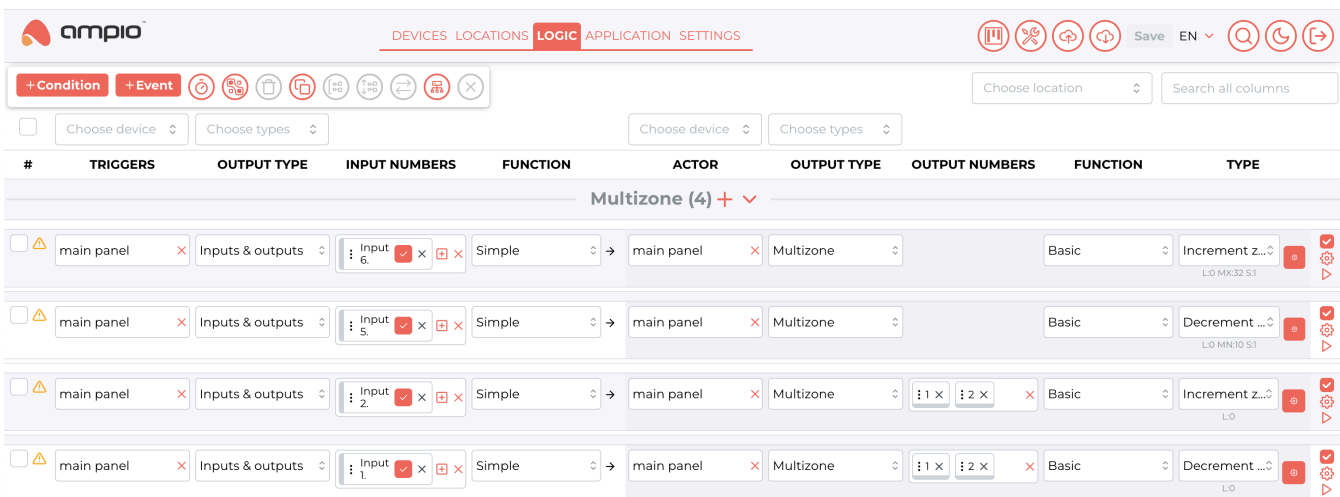 ampio
DEVICES LOCATIONS LOGIC APPLICATION SETTINGS
Save EN
+Condition +Event
Choose location Search all columns
Choose device Choose types Choose device Choose types
# TRIGGERS OUTPUT TYPE INPUT NUMBERS FUNCTION ACTOR OUTPUT TYPE OUTPUT NUMBERS FUNCTION TYPE
Multizone (4)
main panel Inputs & outputs Input 6. Simple main panel Multizone Basic Increment z...
L:0 MX:32 S:1
main panel Inputs & outputs Input 5. Simple main panel Multizone Basic Decrement ...
L:0 MN:10 S:1
main panel Inputs & outputs Input 2. Simple main panel Multizone 1 2 Basic Increment z...
L:0
main panel Inputs & outputs Input 1. Simple main panel Multizone 1 2 Basic Decrement ...
L:0